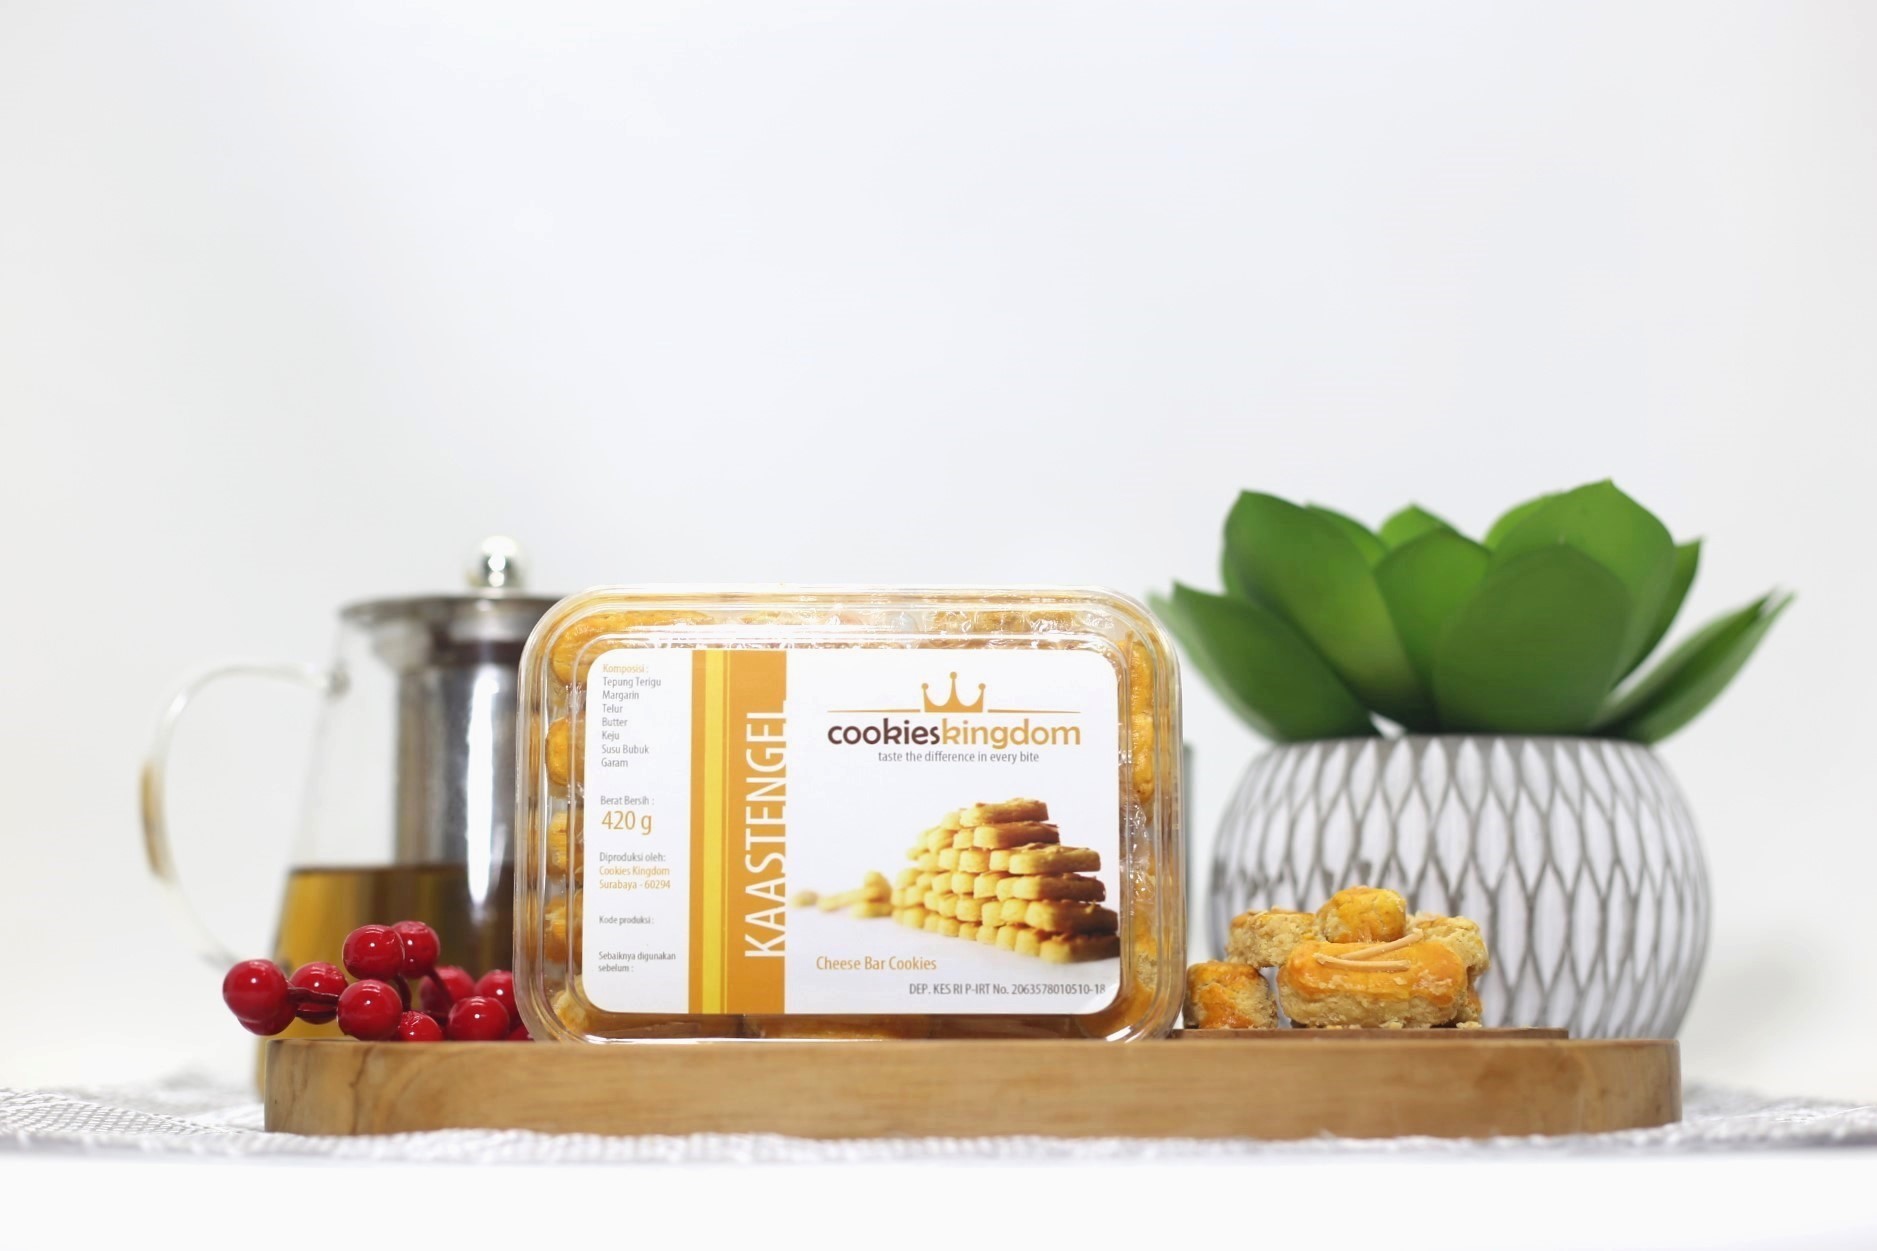 Komposisi :
Tepung Terigu
Margarin
Telur
Butter
Keju
Susu Bubuk
Garam
Berat Bersih :
420 g
Diproduksi oleh:
Cookies Kingdom
Surabaya - 60294
Kode produksi :
Sebaiknya digunakan
sebelum :
KAASTENGEL
cookieskingdom
taste the difference in every bite
Cheese Bar Cookies
DEP. KES RI P-IRT No. 2063578010510-18